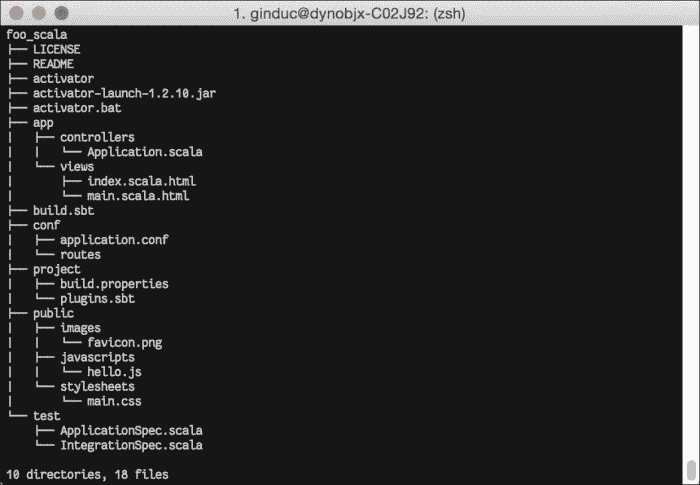 1. ginduc@dynobjx-C02J92: (zsh)
foo_scala
├── LICENSE
├── README
├── activator
├── activator-launch-1.2.10.jar
├── activator.bat
├── app
│   ├── controllers
│   │   └── Application.scala
│   └── views
│       ├── index.scala.html
│       └── main.scala.html
├── build.sbt
├── conf
│   ├── application.conf
│   └── routes
├── project
│   ├── build.properties
│   └── plugins.sbt
├── public
│   ├── images
│   │   └── favicon.png
│   ├── javascripts
│   │   └── hello.js
│   └── stylesheets
│       └── main.css
└── test
    ├── ApplicationSpec.scala
    └── IntegrationSpec.scala
10 directories, 18 files